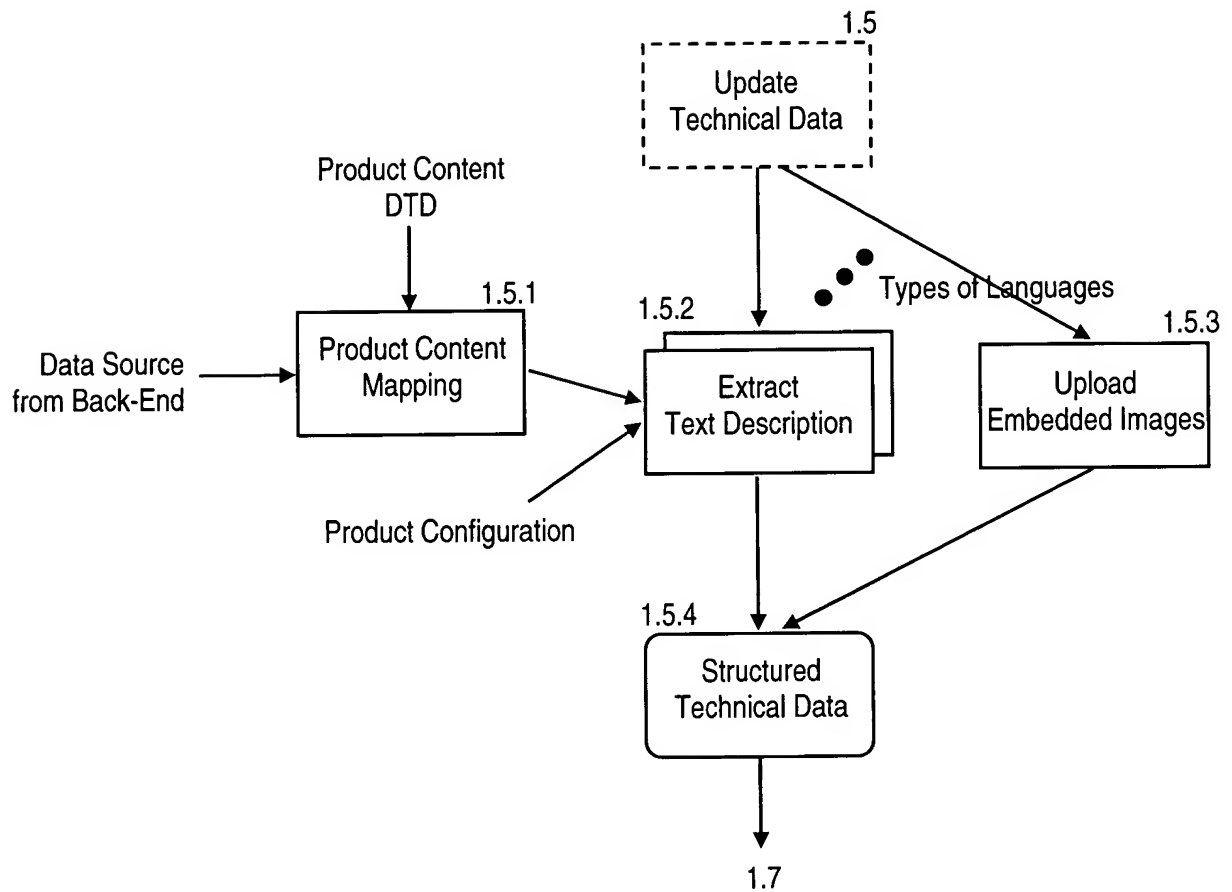 1.5
Update
Technical Data
Product Content
DTD
1.5.1
Types of Languages
1.5.2
1.5.3
Data Source
from Back-End
Product Content
Mapping
Extract
Text Description
Upload
Embedded Images
Product Configuration
1.5.4
Structured
Technical Data
1.7